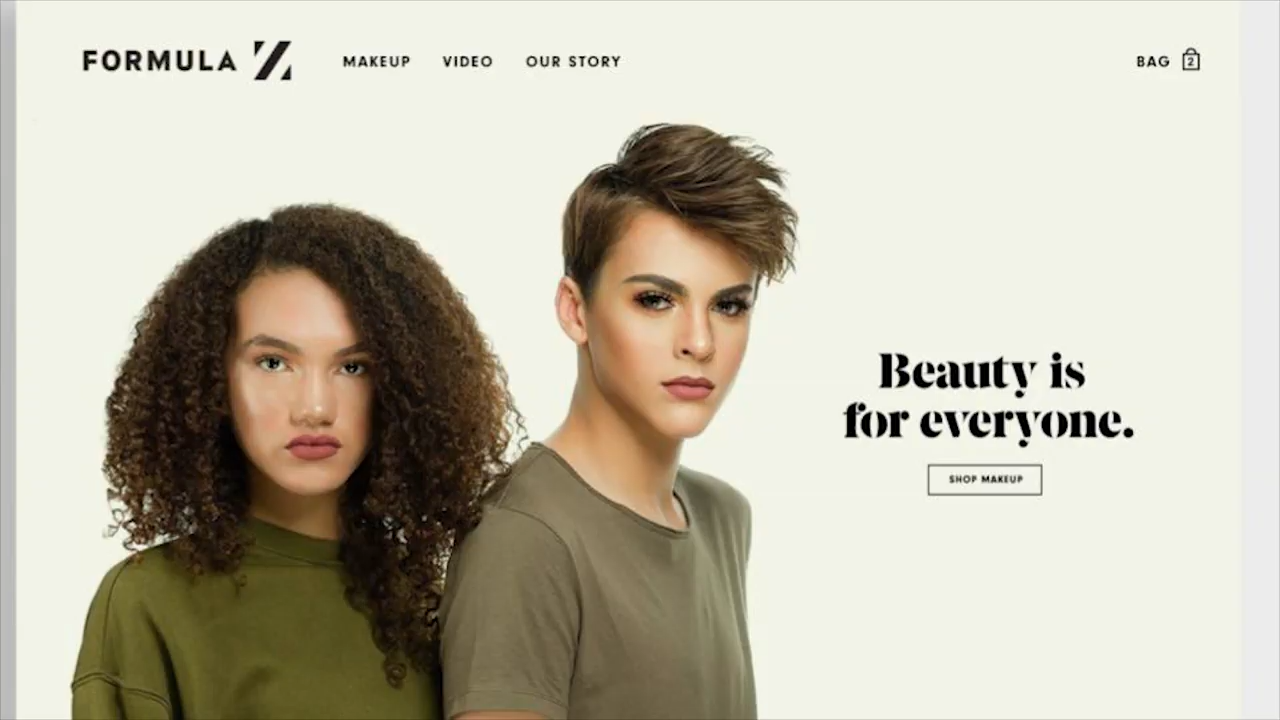 FORMULA Z
MAKEUP
VIDEO
OUR STORY
BAG 2
Beauty is
for everyone.
SHOP MAKEUP